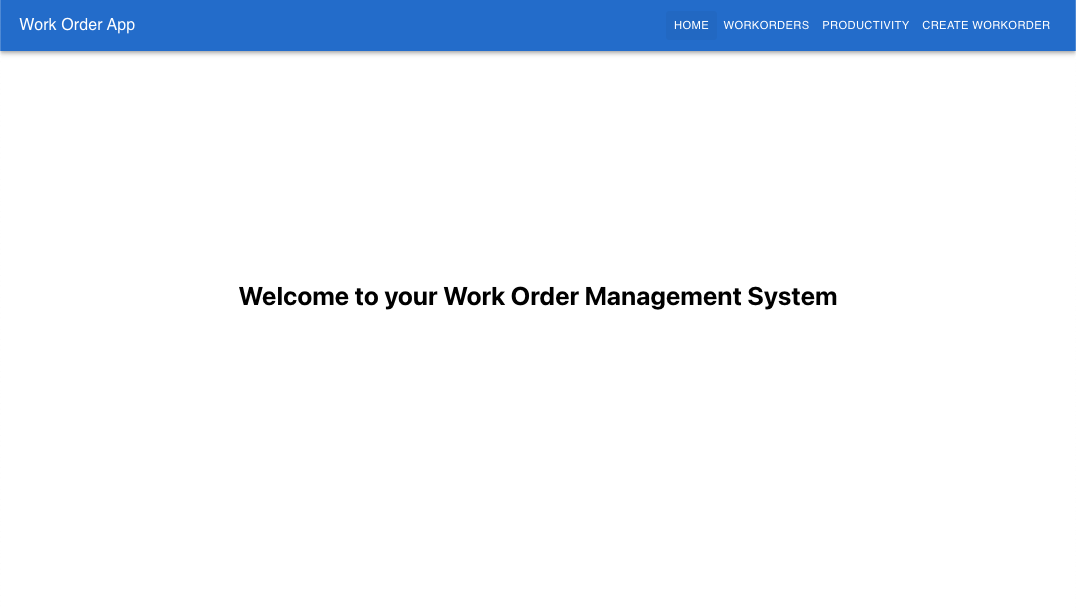 Work Order App
HOME WORKORDERS PRODUCTIVITY CREATE WORKORDER
Welcome to your Work Order Management System